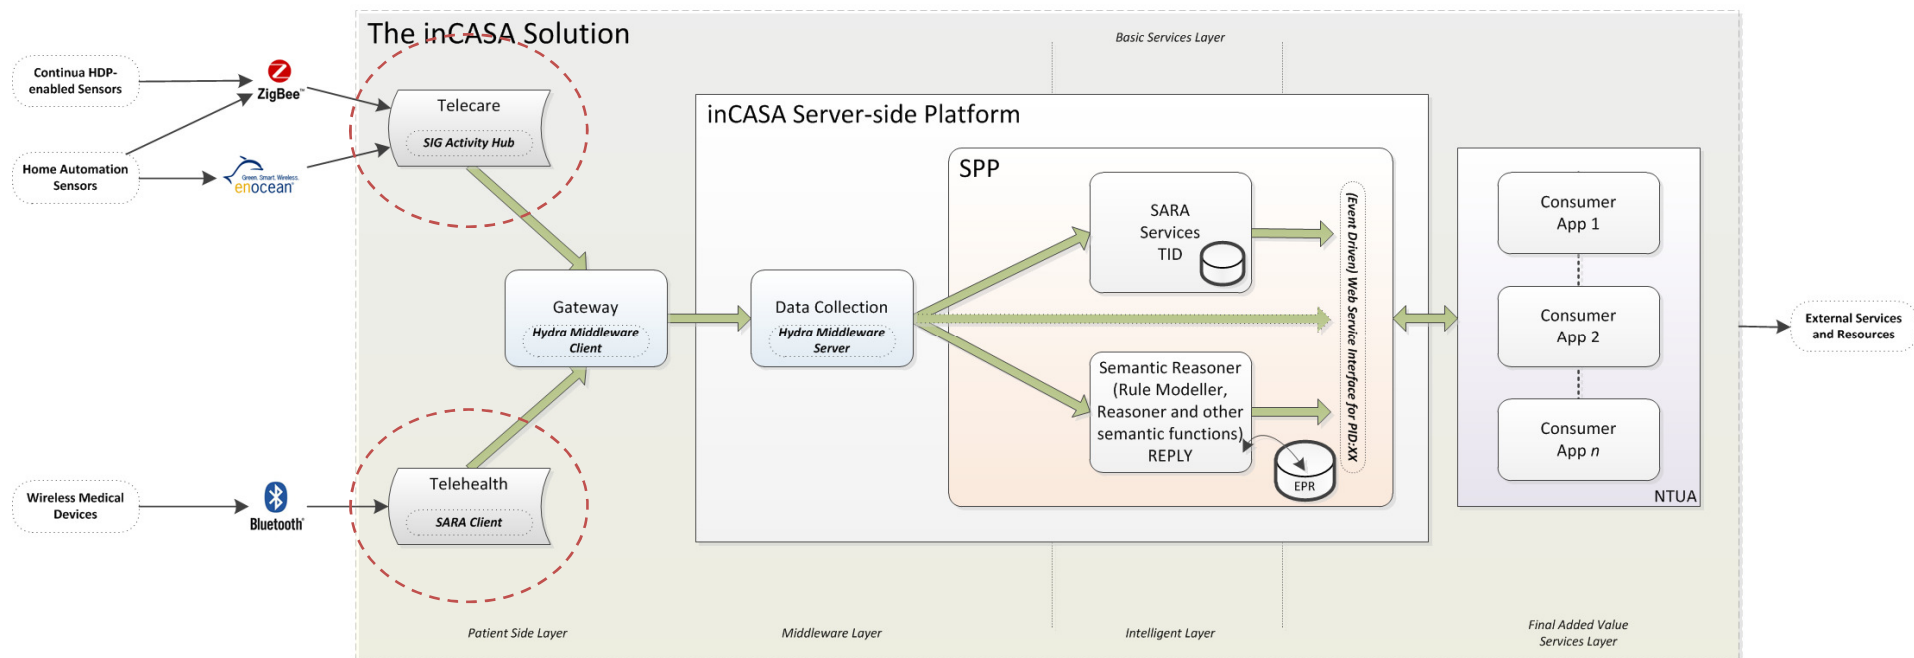 The inCASA Solution
Basic Services Layer
Continua HDP-
enabled Sensors
ZigBee™
Telecare
SIG Activity Hub
Home Automation
Sensors
Green. Smart. Wireless.
enocean®
inCASA Server-side Platform
SPP
SARA
Services
TID
(Event Driven) Web Service Interface for PID:XX
Consumer
App 1
Gateway
Hydra Middleware
Client
Data Collection
Hydra Middleware
Server
Consumer
App 2
External Services
and Resources
Semantic Reasoner
(Rule Modeller,
Reasoner and other
semantic functions)
REPLY
EPR
Consumer
App n
NTUA
Wireless Medical
Devices
Bluetooth®
Telehealth
SARA Client
Patient Side Layer
Middleware Layer
Intelligent Layer
Final Added Value
Services Layer